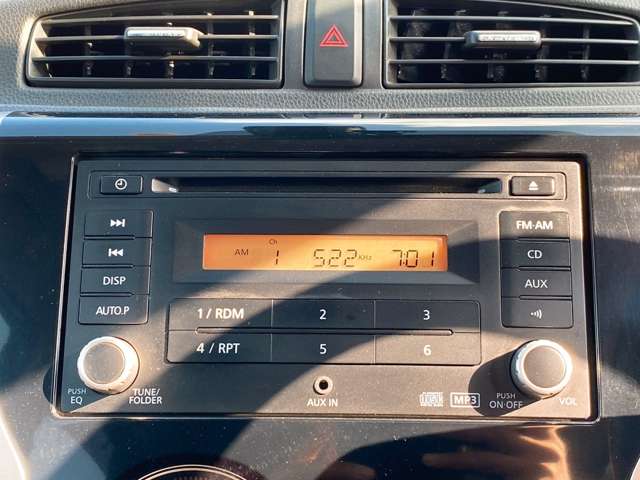 FM·AM
CD
DISP
AUX
AUTO.P
AM Ch 1 522 KHz 7:01
1 / RDM 2 3
4 / RPT 5 6
PUSH
EQ
TUNE/
FOLDER
AUX IN
MP3
PUSH
ON·OFF
VOL